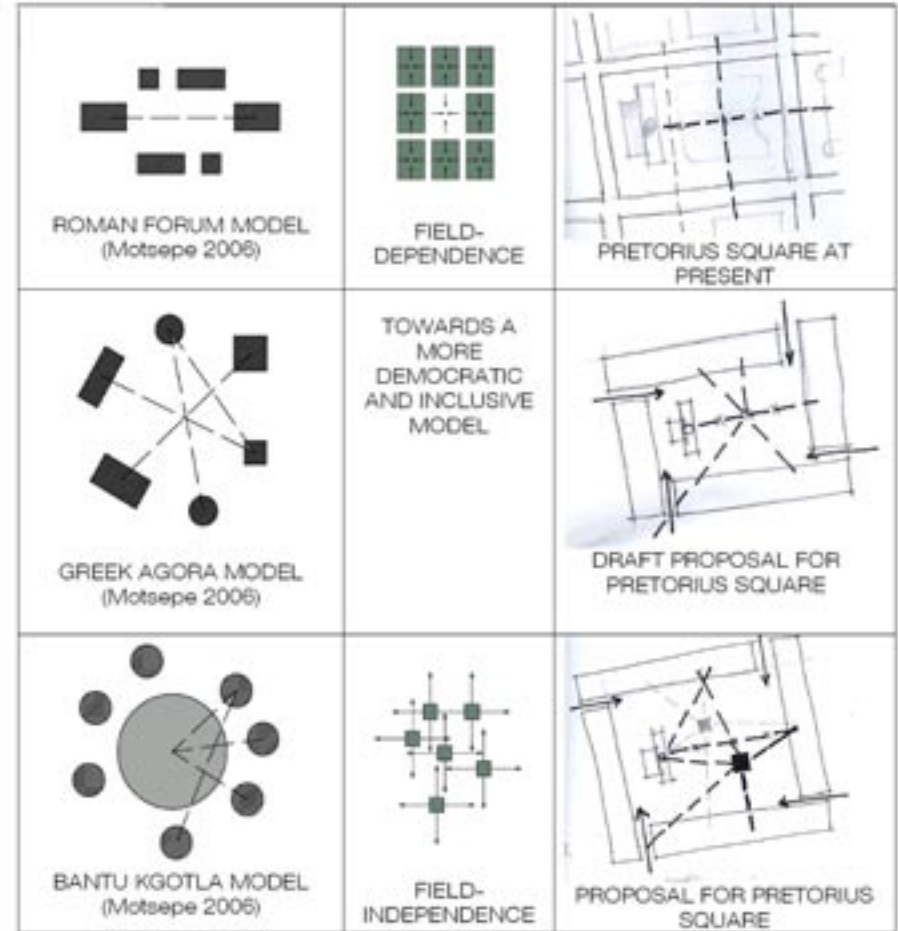 ROMAN FORUM MODEL
(Motsepe 2006)
FIELD-
DEPENDENCE
PRETORIUS SQUARE AT
PRESENT
GREEK AGORA MODEL
(Motsepe 2006)
TOWARDS A
MORE
DEMOCRATIC
AND INCLUSIVE
MODEL
DRAFT PROPOSAL FOR
PRETORIUS SQUARE
BANTU KGOTLA MODEL
(Motsepe 2006)
FIELD-
INDEPENDENCE
PROPOSAL FOR PRETORIUS
SQUARE